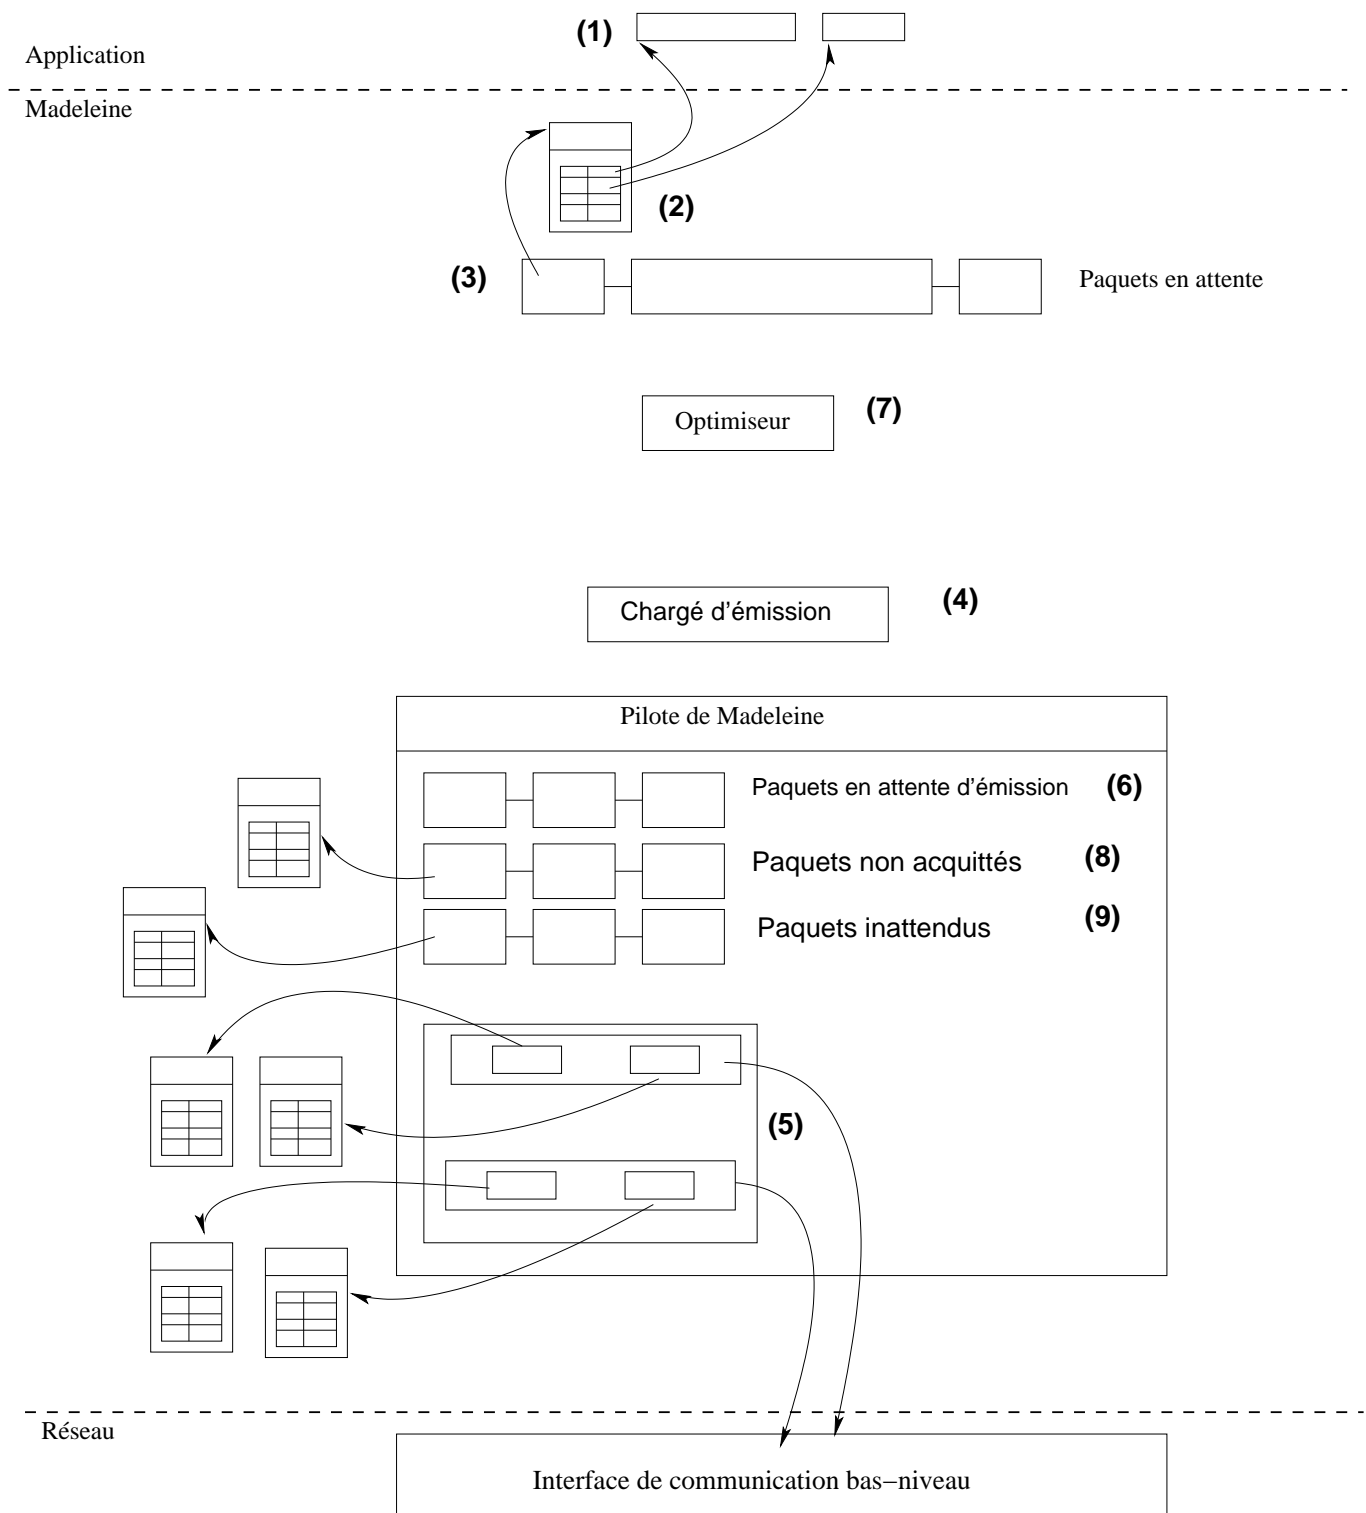 (1)
Application
Madeleine
(2)
(3)
Paquets en attente
Optimiseur
(7)
Chargé d’émission
(4)
Pilote de Madeleine
Paquets en attente d’émission
(6)
Paquets non acquittés
(8)
Paquets inattendus
(9)
(5)
Réseau
Interface de communication bas−niveau